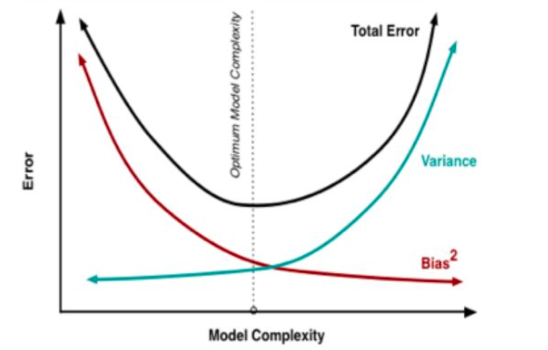 Total Error
Optimum Model Complexity
Variance
Error
Bias2
Model Complexity